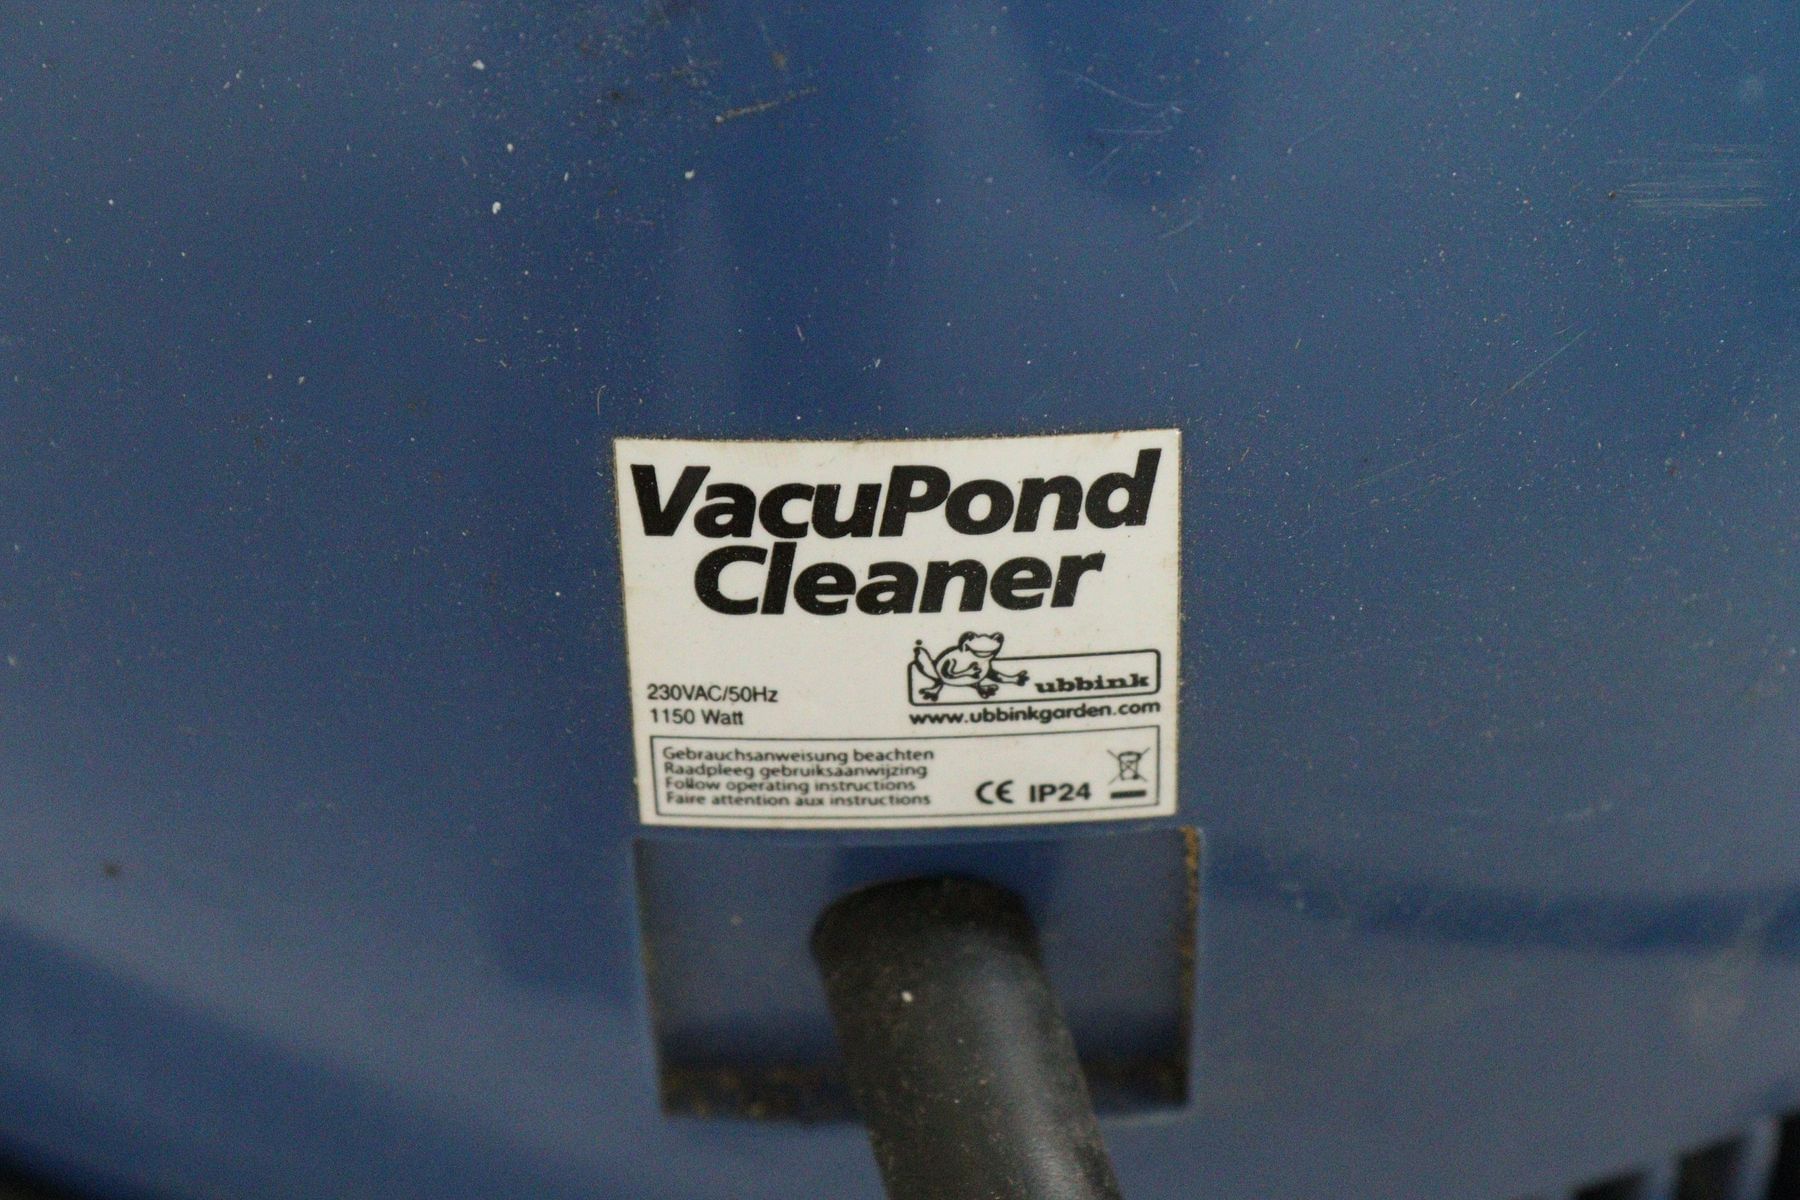 VacuPond
Cleaner
ubbink
230VAC/50Hz
1150 Watt
www.ubbinkgarden.com
Gebrauchsanweisung beachten
Raadpleeg gebruiksaanwijzing
Follow operating instructions
Faire attention aux instructions
CE IP24